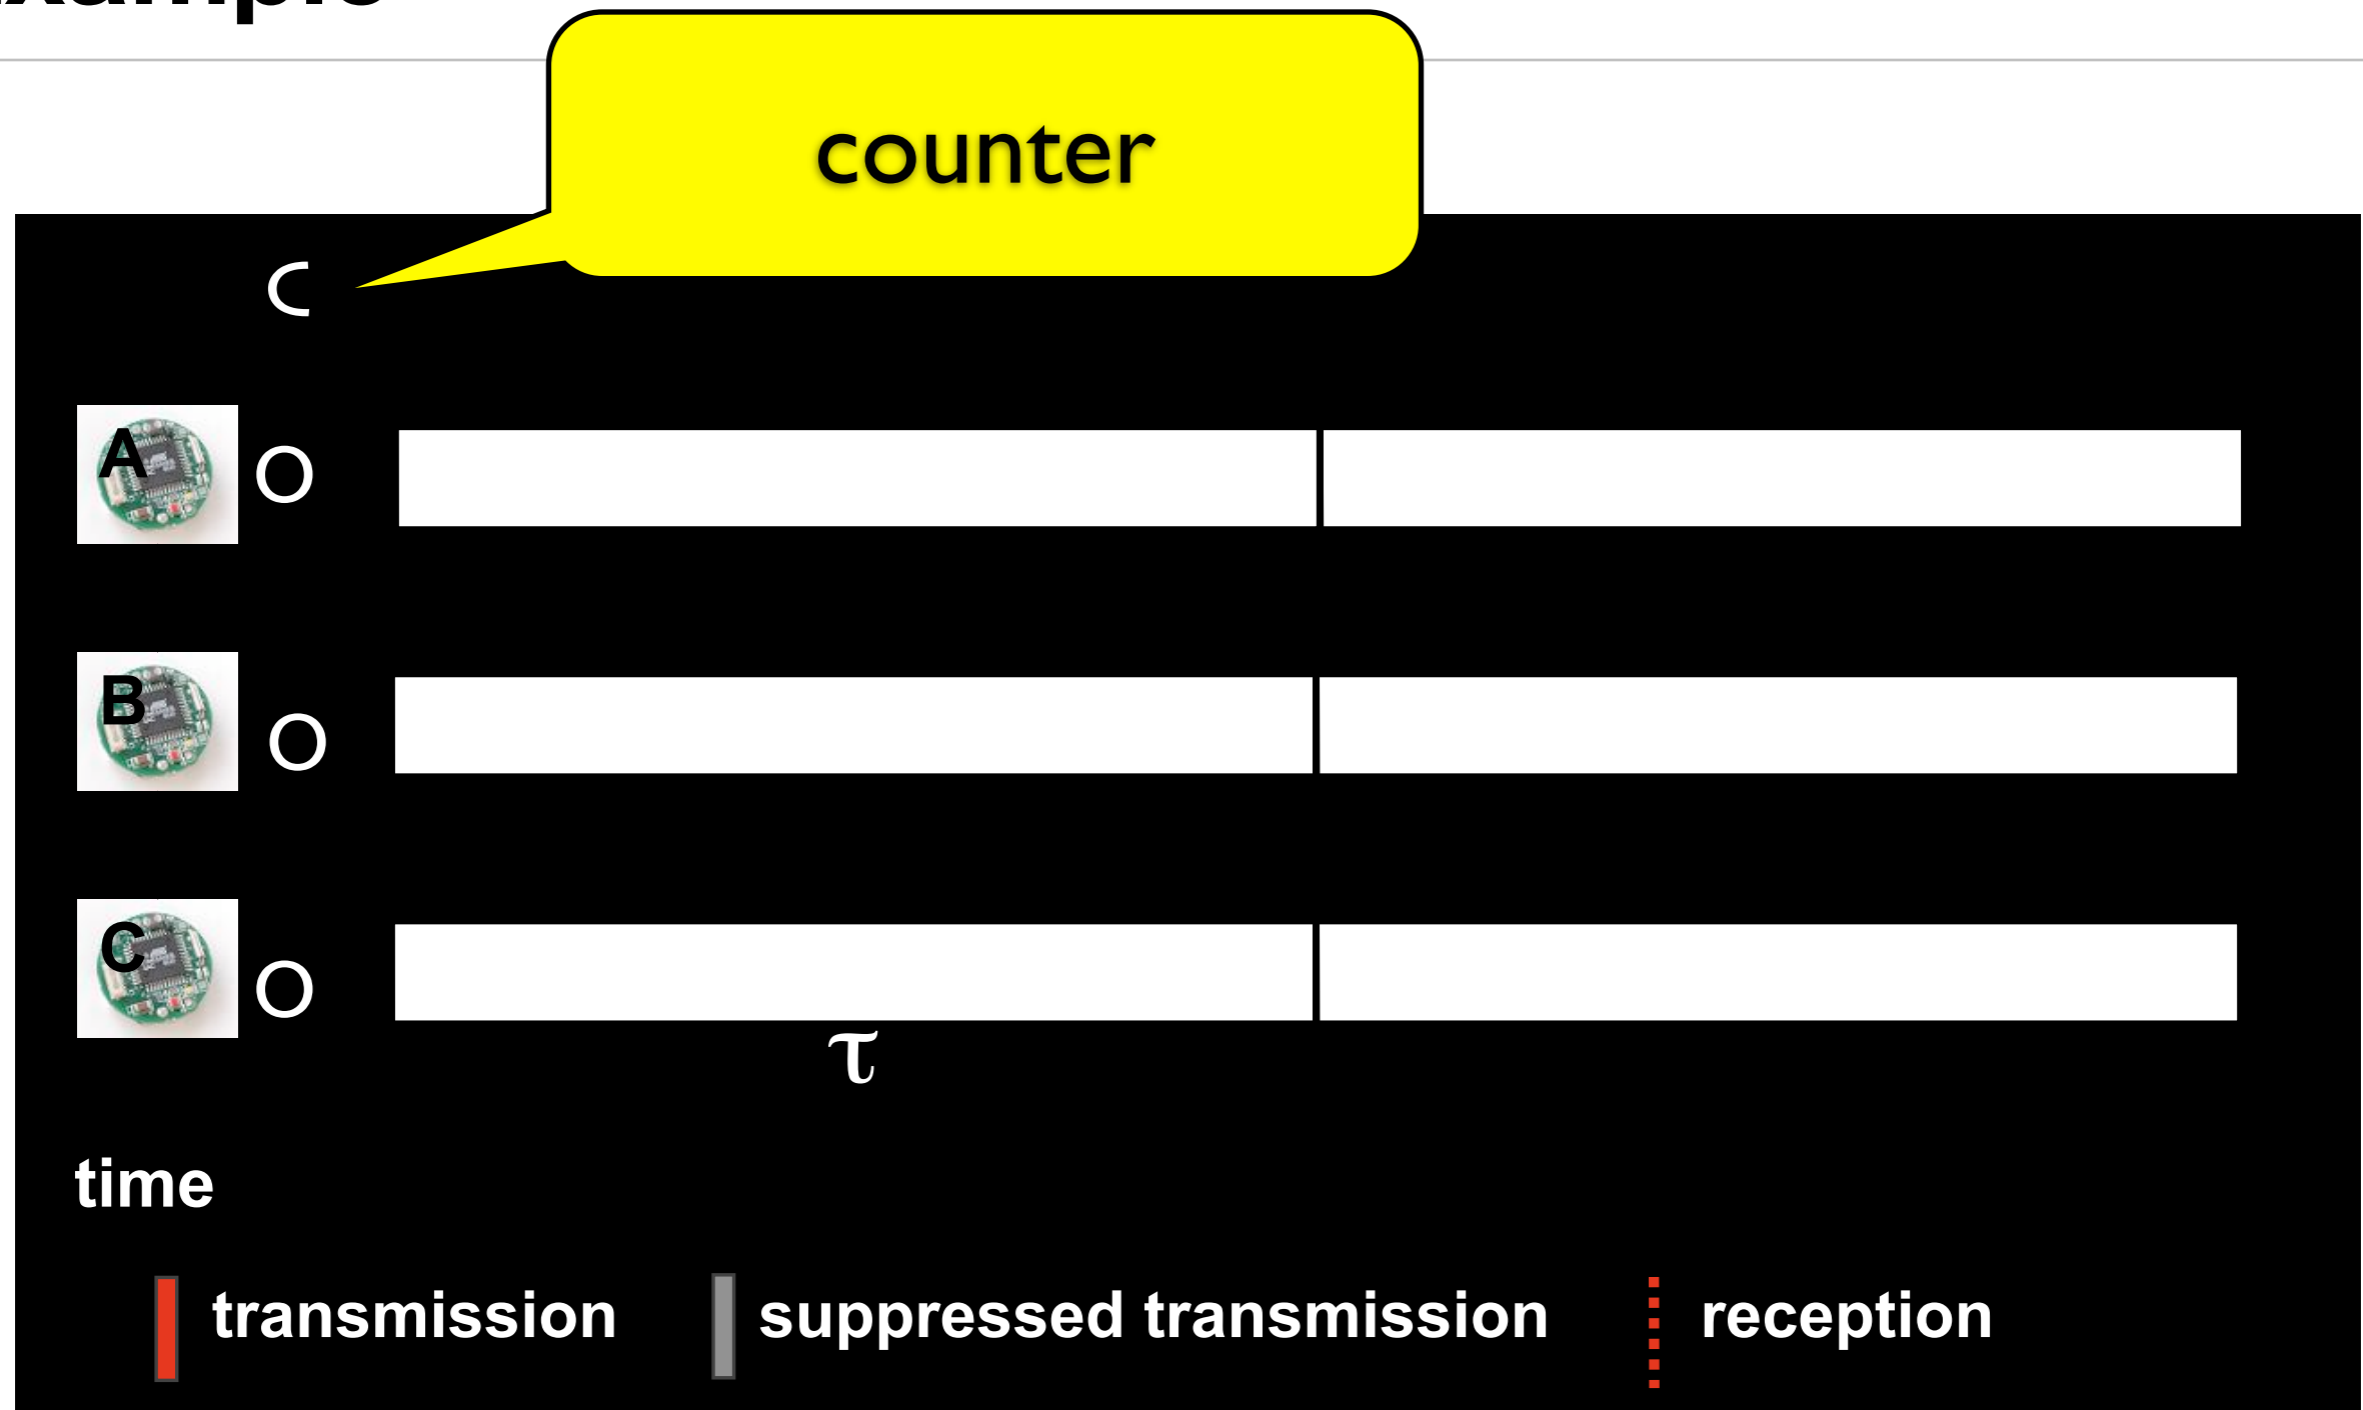 counter
c
A 0
B 0
C 0
τ
time
transmission suppressed transmission reception